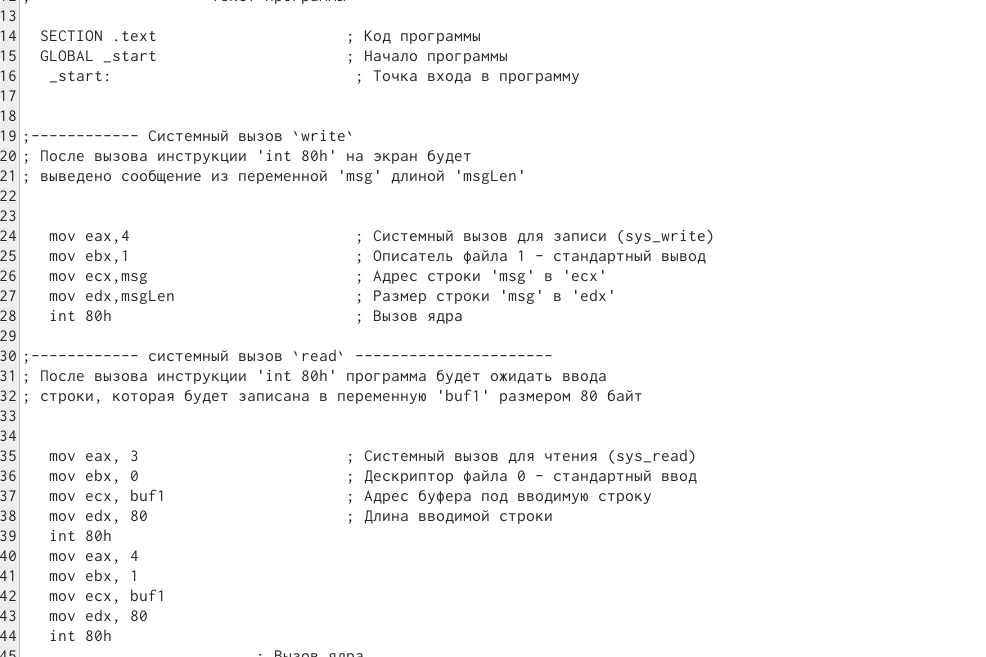 12 ; Текст программы
13
14 SECTION .text ; Код программы
15 GLOBAL _start ; Начало программы
16 _start: ; Точка входа в программу
17
18
19 ;------------ Системный вызов `write`
20 ; После вызова инструкции 'int 80h' на экран будет
21 ; выведено сообщение из переменной 'msg' длиной 'msgLen'
22
23
24 mov eax,4 ; Системный вызов для записи (sys_write)
25 mov ebx,1 ; Описатель файла 1 - стандартный вывод
26 mov ecx,msg ; Адрес строки 'msg' в 'ecx'
27 mov edx,msgLen ; Размер строки 'msg' в 'edx'
28 int 80h ; Вызов ядра
29
30 ;------------ системный вызов `read` ----------------------
31 ; После вызова инструкции 'int 80h' программа будет ожидать ввода
32 ; строки, которая будет записана в переменную 'buf1' размером 80 байт
33
34
35 mov eax, 3 ; Системный вызов для чтения (sys_read)
36 mov ebx, 0 ; Дескриптор файла 0 - стандартный ввод
37 mov ecx, buf1 ; Адрес буфера под вводимую строку
38 mov edx, 80 ; Длина вводимой строки
39 int 80h
40 mov eax, 4
41 mov ebx, 1
42 mov ecx, buf1
43 mov edx, 80
44 int 80h
45 ; Вызов ядра